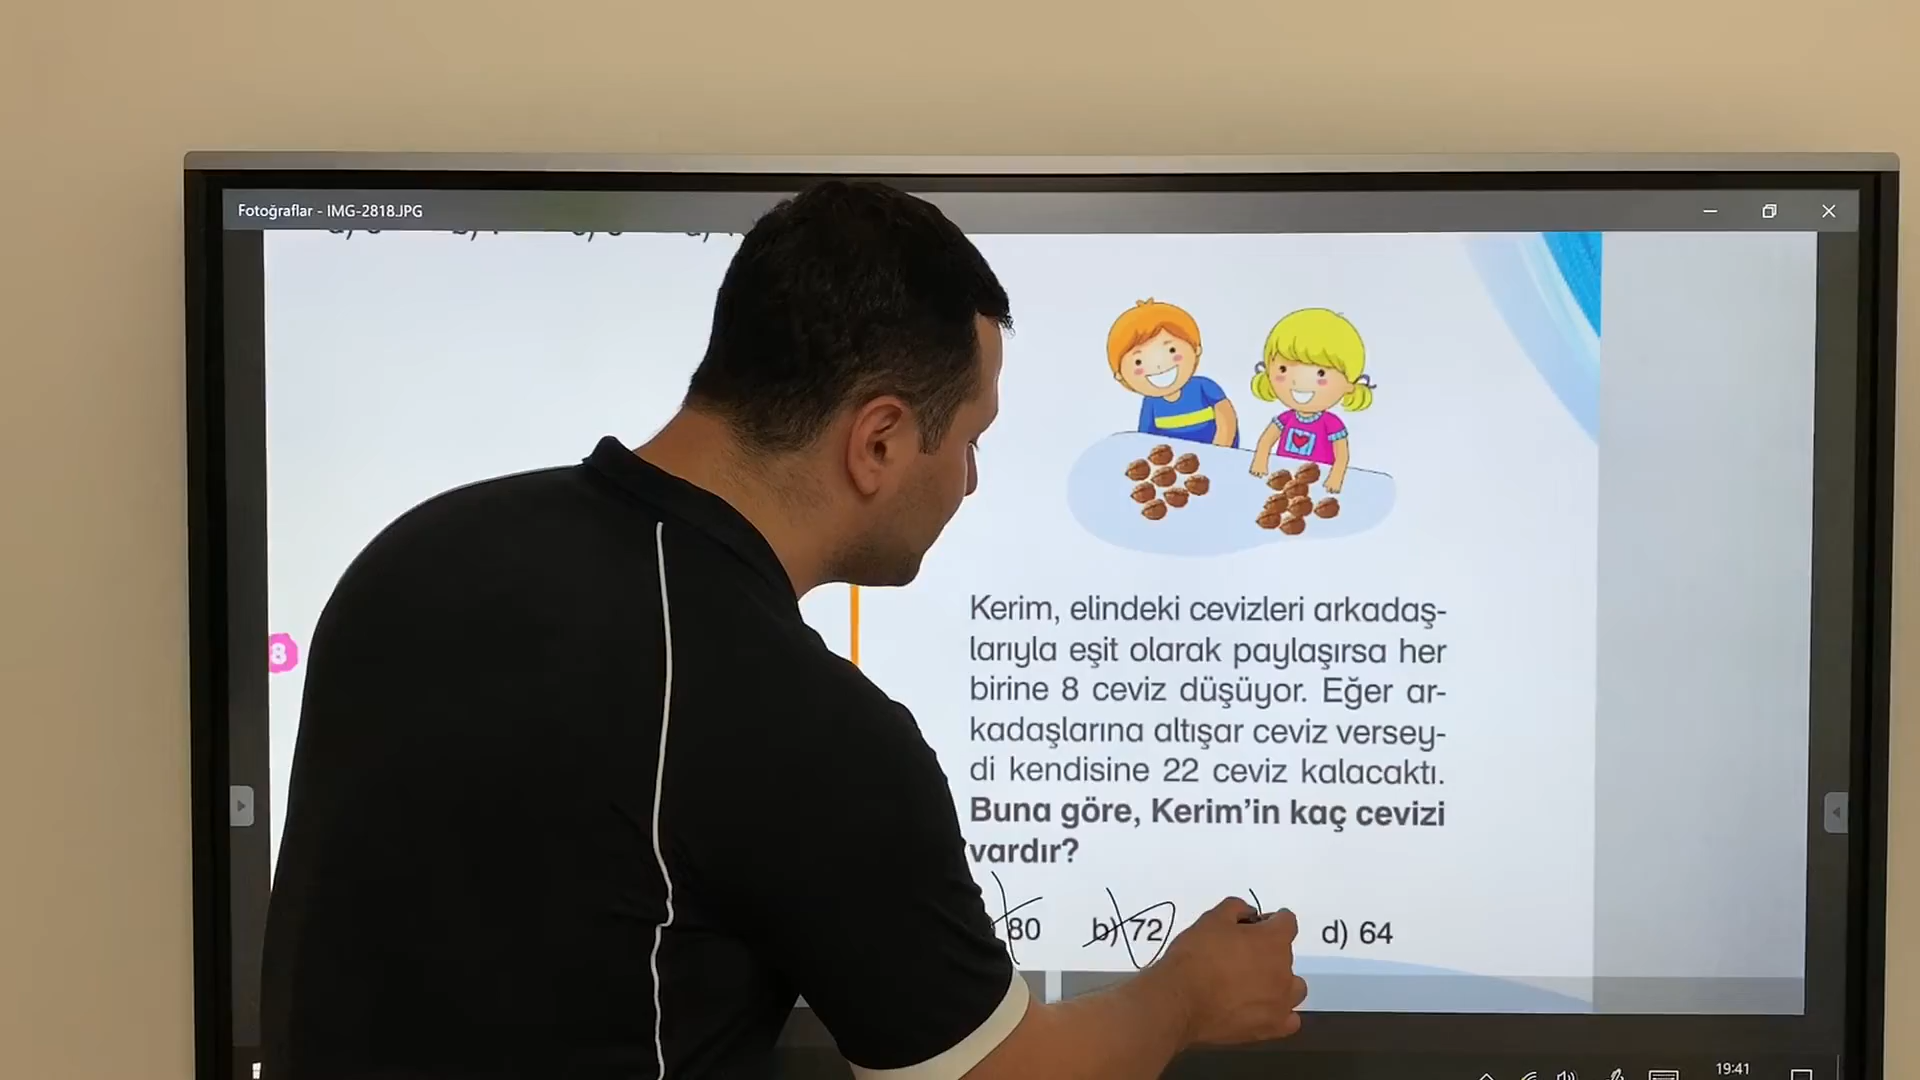 Fotoğraflar - IMG-2818.JPG
8
Kerim, elindeki cevizleri arkadaş-
larıyla eşit olarak paylaşırsa her
birine 8 ceviz düşüyor. Eğer ar-
kadaşlarına altışar ceviz versey-
di kendisine 22 ceviz kalacaktı.
Buna göre, Kerim'in kaç cevizi
vardır?
80 b) 72 d) 64
19:41